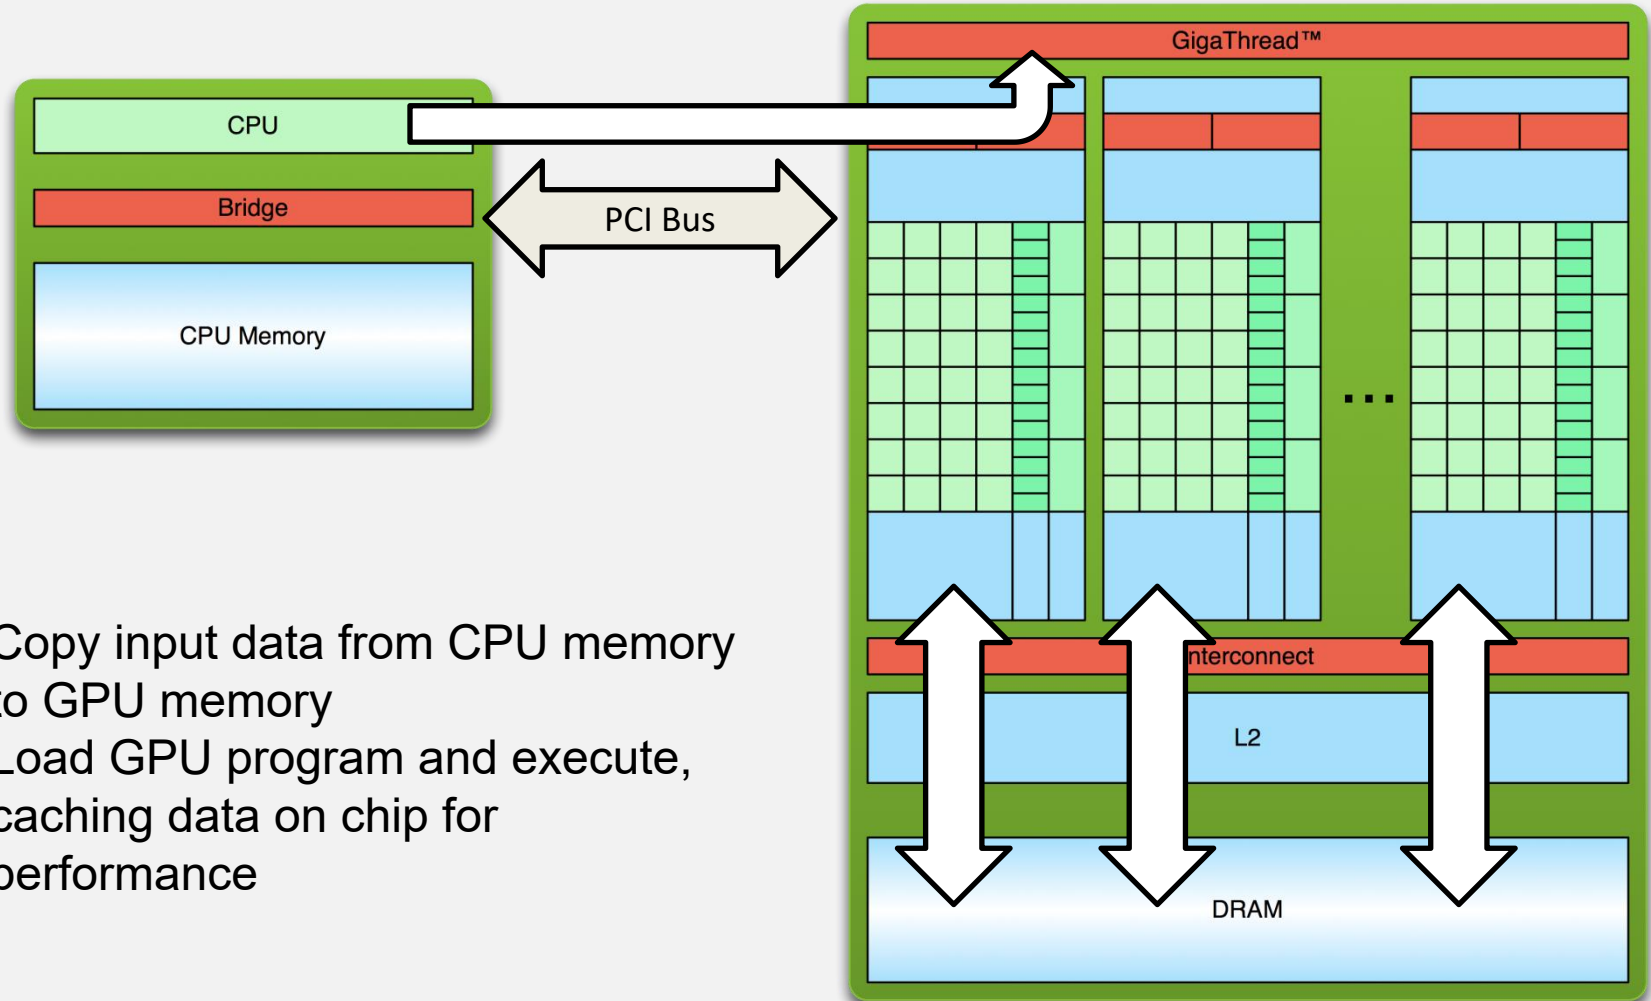 GigaThread™
CPU
Bridge
PCI Bus
CPU Memory
...
Copy input data from CPU memory
to GPU memory
Load GPU program and execute,
caching data on chip for
performance
nterconnect
L2
DRAM